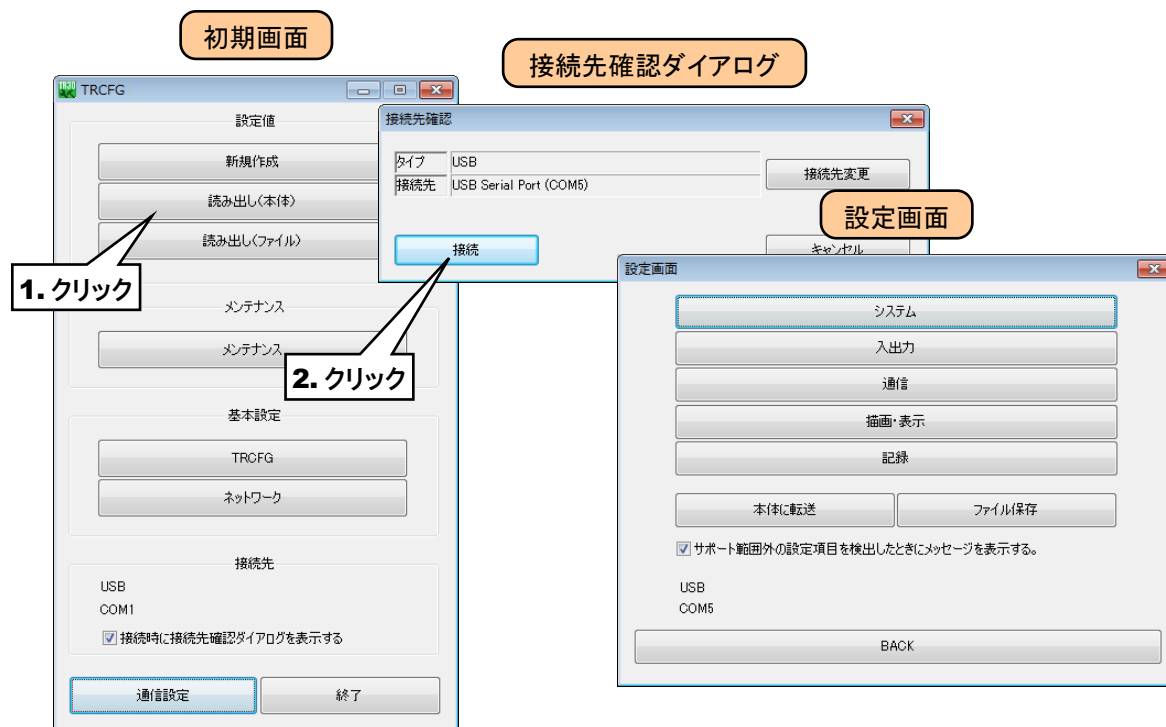 初期画面
接続先確認ダイアログ
TRCFG
設定値
新規作成
読み出し(本体)
読み出し(ファイル)
1. クリック
メンテナンス
メンテナンス
基本設定
TRCFG
ネットワーク
接続先
USB
COM1
接続時に接続先確認ダイアログを表示する
通信設定
終了
接続先確認
タイプ
USB
接続先変更
接続先
USB Serial Port (COM5)
接続
キャンセル
2. クリック
設定画面
設定画面
システム
入出力
通信
描画・表示
記録
本体に転送
ファイル保存
サポート範囲外の設定項目を検出したときにメッセージを表示する。
USB
COM5
BACK